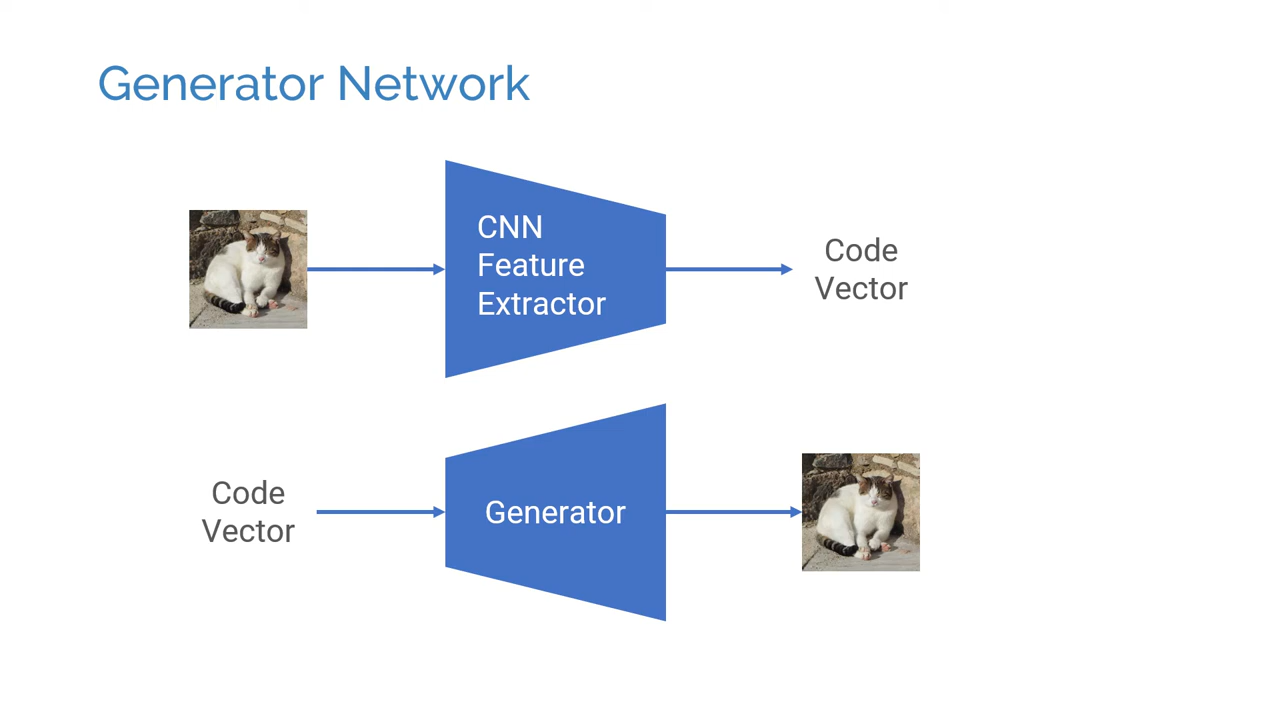 Generator Network
CNN
Feature
Extractor
Code
Vector
Code
Vector
Generator